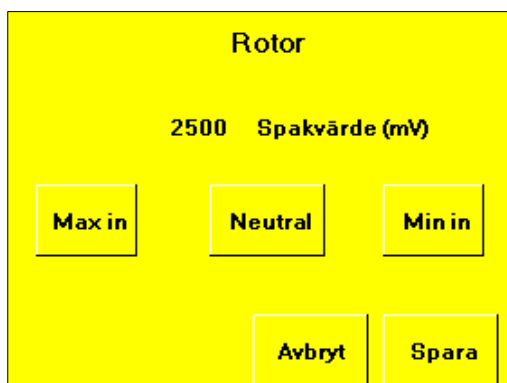 Rotor
2500 Spakvärde (mV)
Max in Neutral Min in
Avbryt Spara